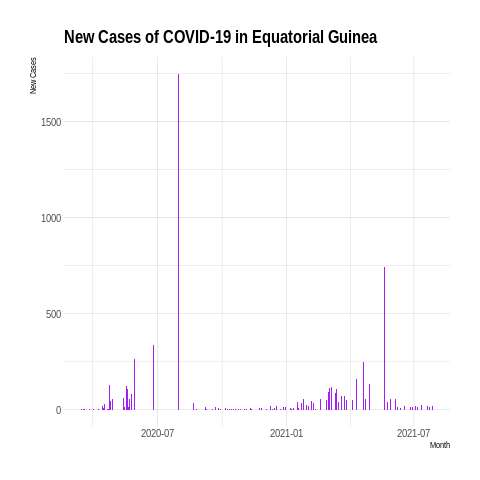 New Cases of COVID-19 in Equatorial Guinea
New Cases
1500
1000
500
0
2020-07
2021-01
2021-07
Month